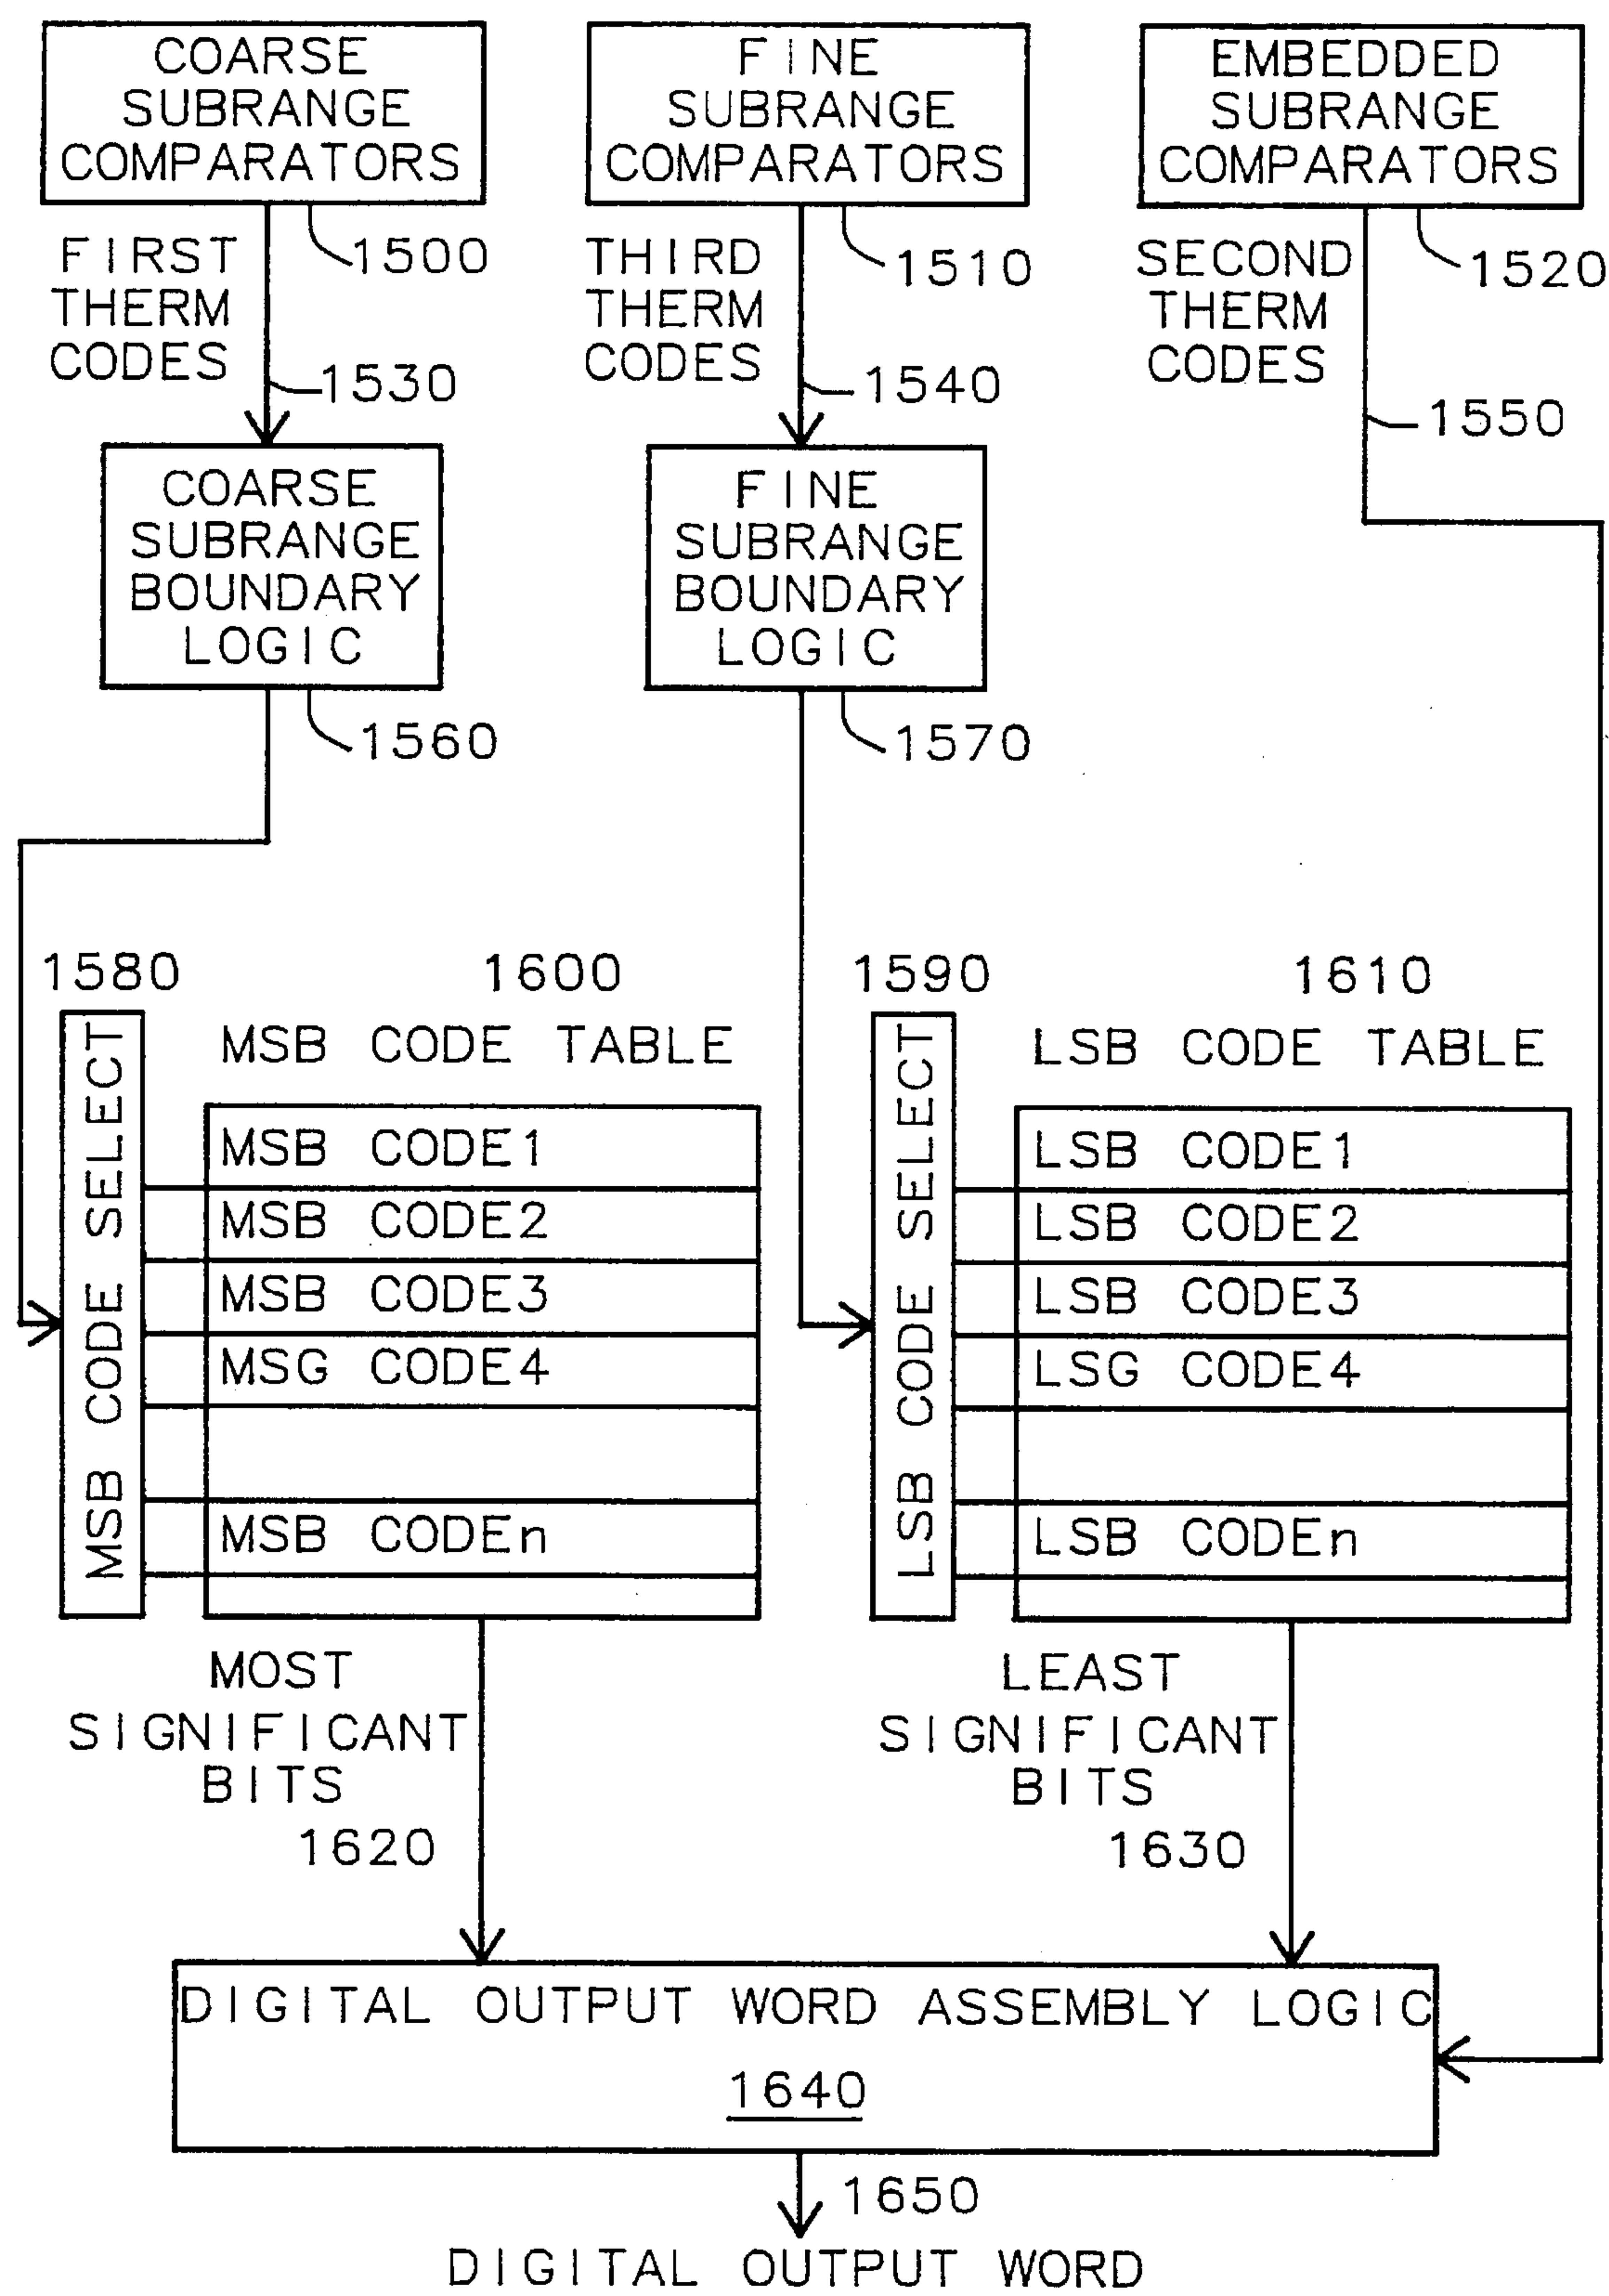 COARSE
SUBRANGE
COMPARATORS
FINE
SUBRANGE
COMPARATORS
EMBEDDED
SUBRANGE
COMPARATORS
1500
1510
1520
FIRST
THERM
CODES
THIRD
THERM
CODES
SECOND
THERM
CODES
1530
1540
1550
COARSE
SUBRANGE
BOUNDARY
LOGIC
FINE
SUBRANGE
BOUNDARY
LOGIC
1560
1570
1580
1600
1590
1610
MSB CODE SELECT
MSB CODE TABLE
MSB CODE1
MSB CODE2
MSB CODE3
MSG CODE4
MSB CODEn
LSB CODE SELECT
LSB CODE TABLE
LSB CODE1
LSB CODE2
LSB CODE3
LSG CODE4
LSB CODEn
MOST
SIGNIFICANT
BITS
1620
LEAST
SIGNIFICANT
BITS
1630
DIGITAL OUTPUT WORD ASSEMBLY LOGIC
1640
1650
DIGITAL OUTPUT WORD